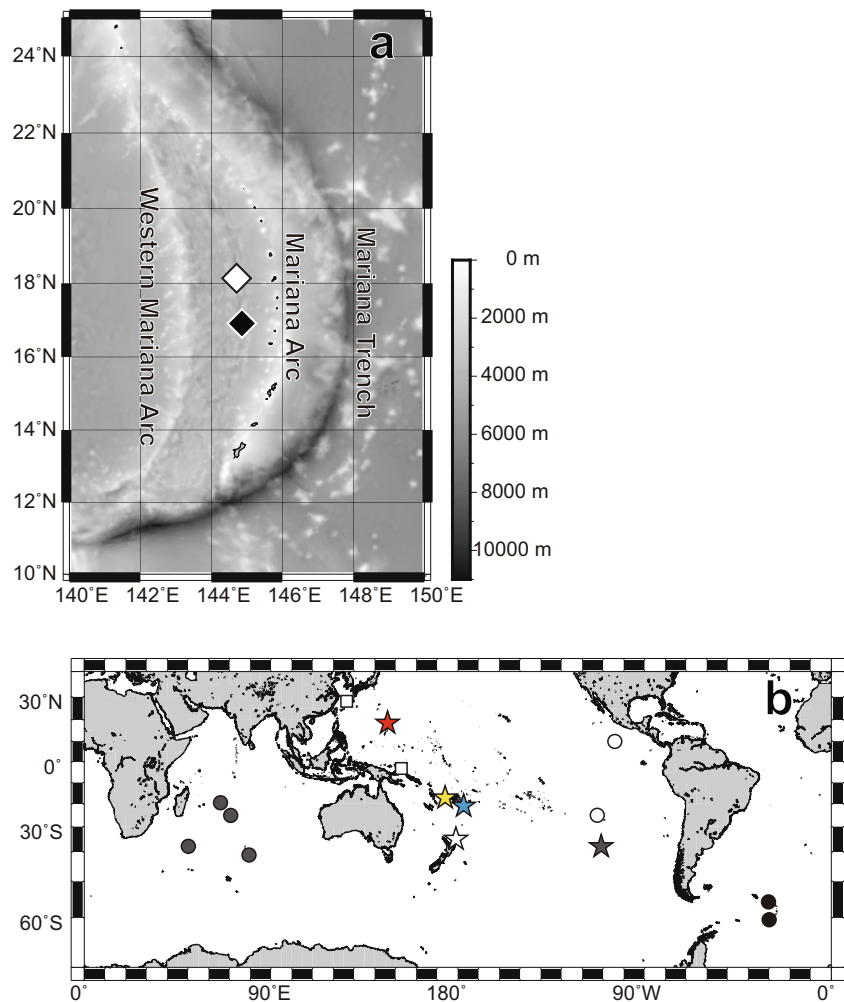 a
24˚N
22˚N
20˚N
18˚N
16˚N
14˚N
12˚N
10˚N
140˚E 142˚E 144˚E 146˚E 148˚E 150˚E
Western Mariana Arc
Mariana Arc
Mariana Trench
0 m
2000 m
4000 m
6000 m
8000 m
10000 m
b
30˚N
0˚
30˚S
60˚S
0˚ 90˚E 180˚ 90˚W 0˚